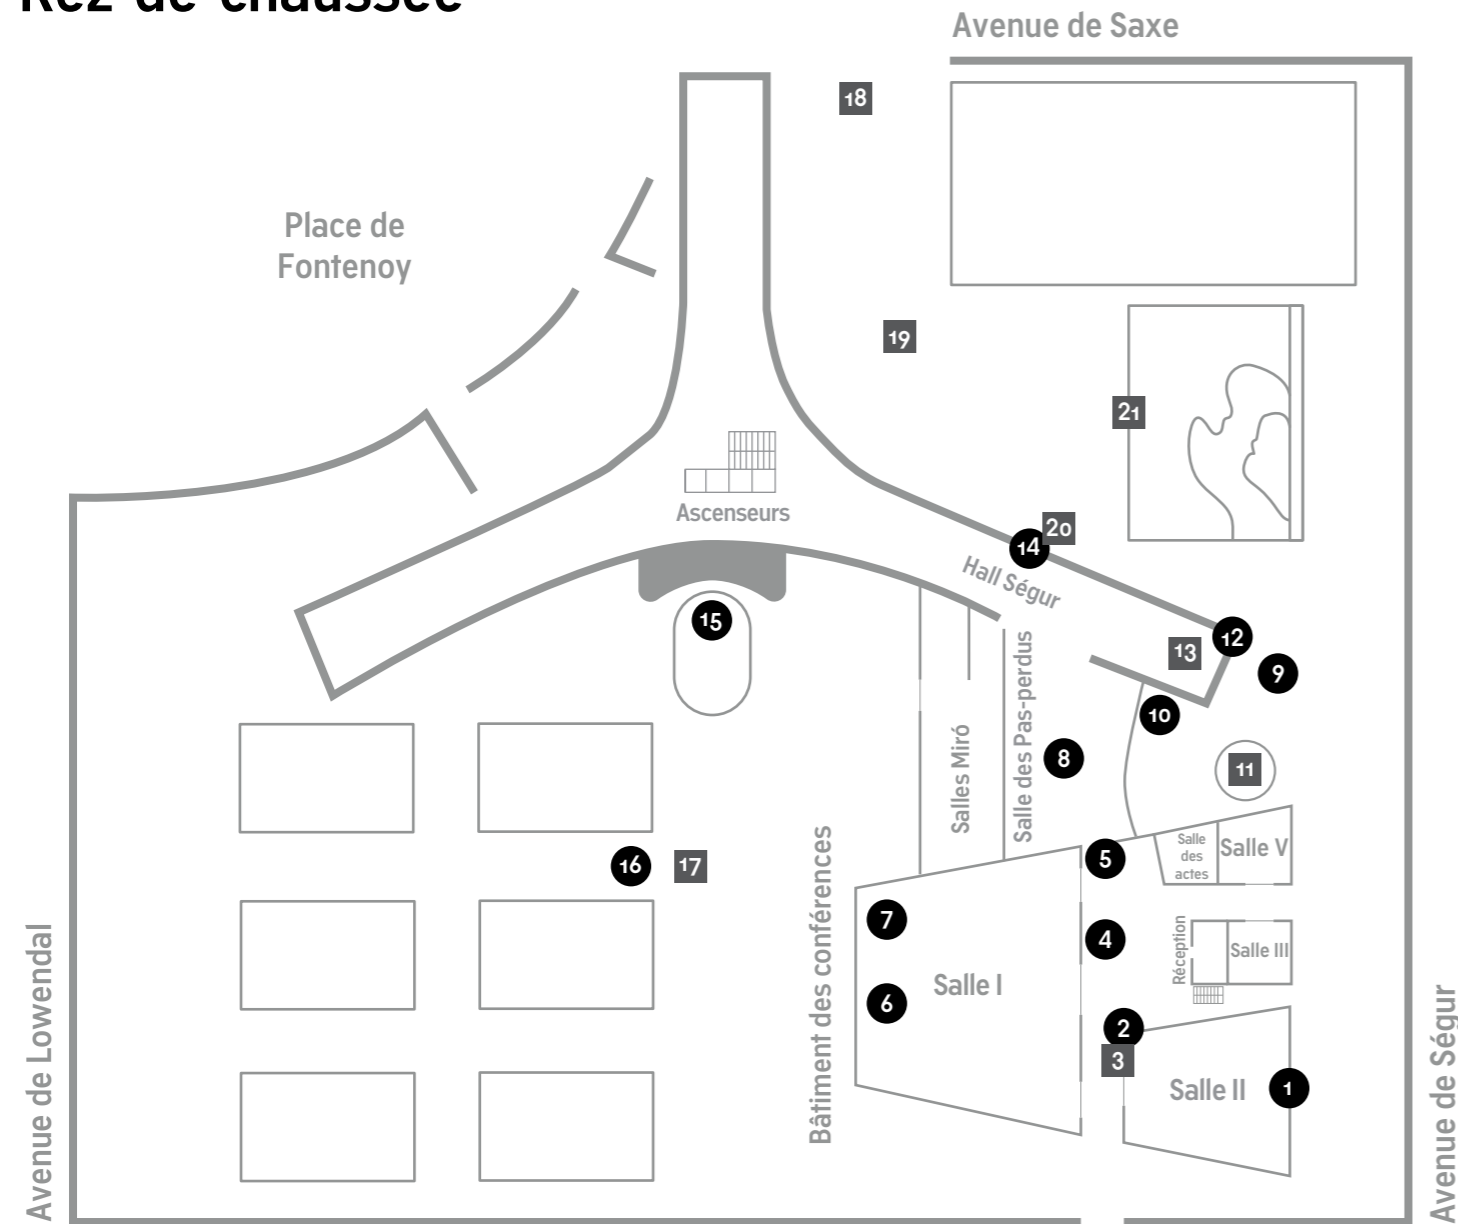 Rez-de-chaussée
Avenue de Saxe
18
Place de
Fontenoy
19
21
Ascenseurs
20
14
Hall Ségur
15
12
13
9
10
Salles Miró
Salle des Pas-perdus
8
11
Bâtiment des conférences
16
17
5
Salle
des
actes
Salle V
7
4
Réception
Salle III
Salle I
6
2
3
Salle II
1
Avenue de Lowendal
Avenue de Ségur